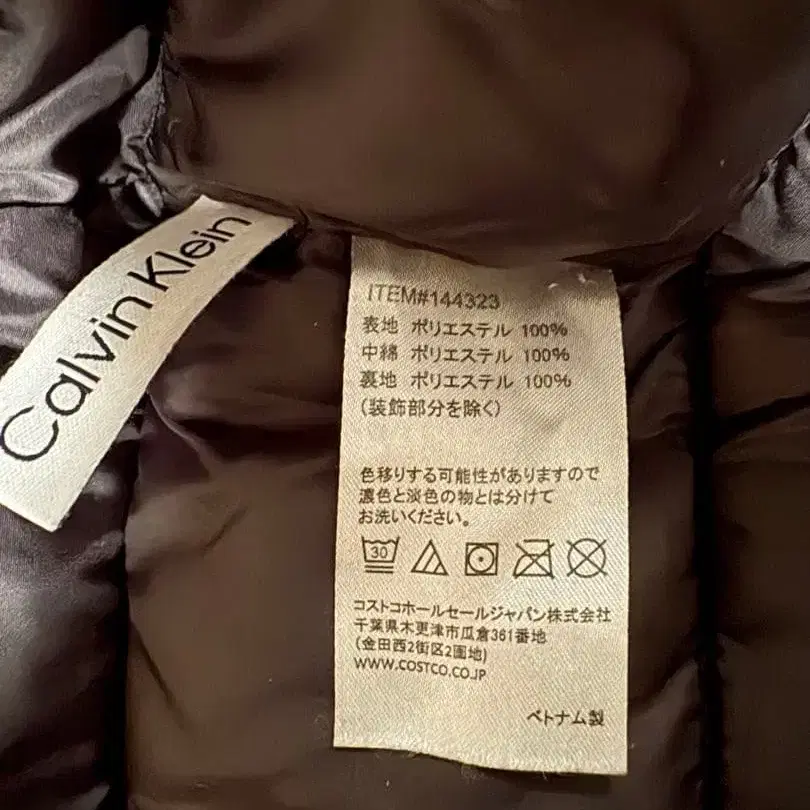 Calvin Klein
ITEM#144323
表地 ポリエステル 100%
中綿 ポリエステル 100%
裏地 ポリエステル 100%
(装飾部分を除く)
色移りする可能性がありますので
濃色と淡色の物とは分けて
お洗いください。
30
コストコホールセールジャパン株式会社
千葉県木更津市瓜倉361番地
(金田西2街区2画地)
WWW.COSTCO.CO.JP
ベトナム製